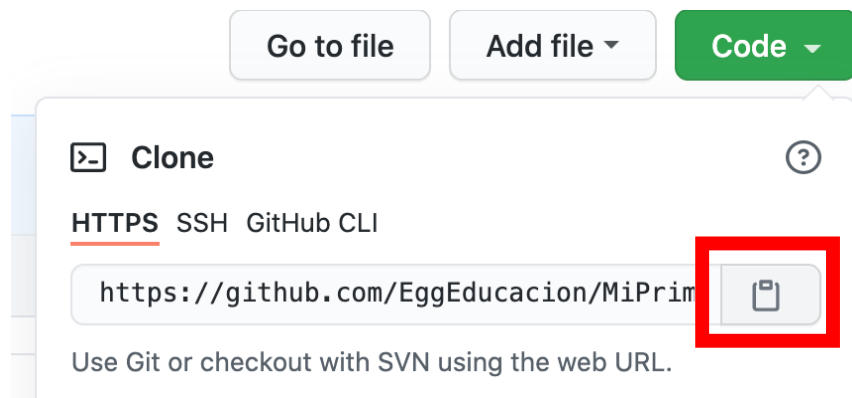 Go to file Add file Code
Clone
HTTPS SSH GitHub CLI
https://github.com/EggEducacion/MiPrim
Use Git or checkout with SVN using the web URL.